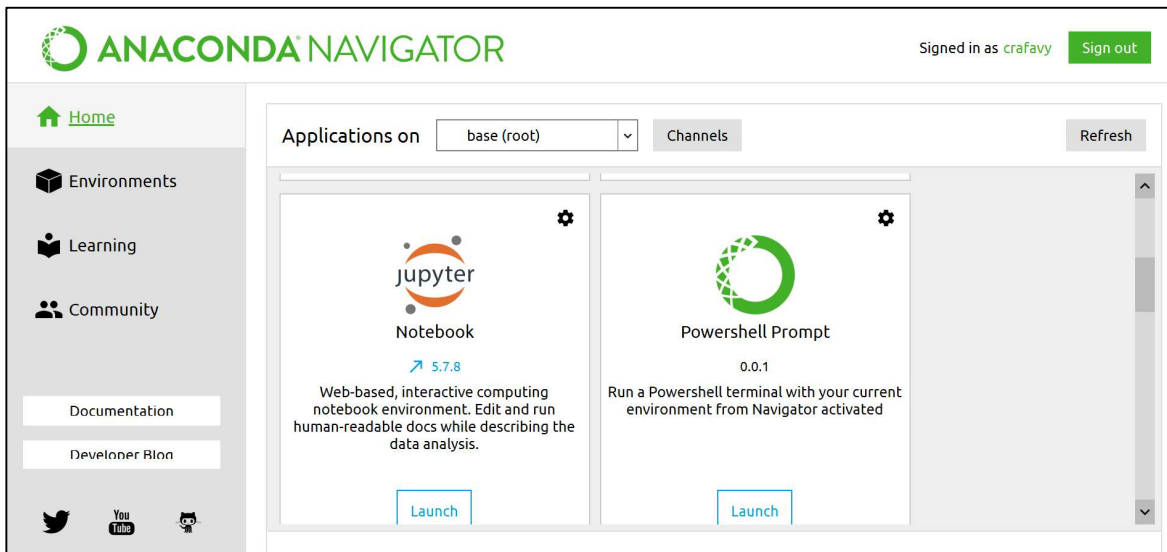 ANACONDA NAVIGATOR
Signed in as crafavy
Sign out
Home
Applications on
base (root)
Channels
Refresh
Environments
Learning
Community
Documentation
Developer Blog
You
Tube
jupyter
Notebook
5.7.8
Web-based, interactive computing
notebook environment. Edit and run
human-readable docs while describing the
data analysis.
Launch
Powershell Prompt
0.0.1
Run a Powershell terminal with your current
environment from Navigator activated
Launch